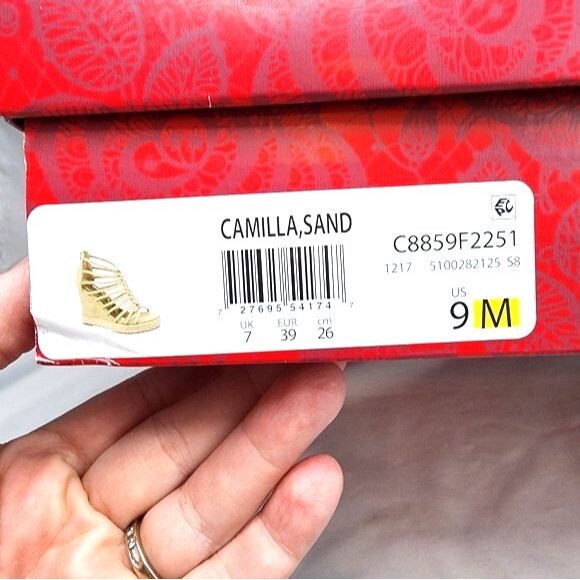 CAMILLA,SAND
C8859F2251
1217 5100282125 S8
7 27695 54174 7
UK EUR cm
7 39 26
US
9 M